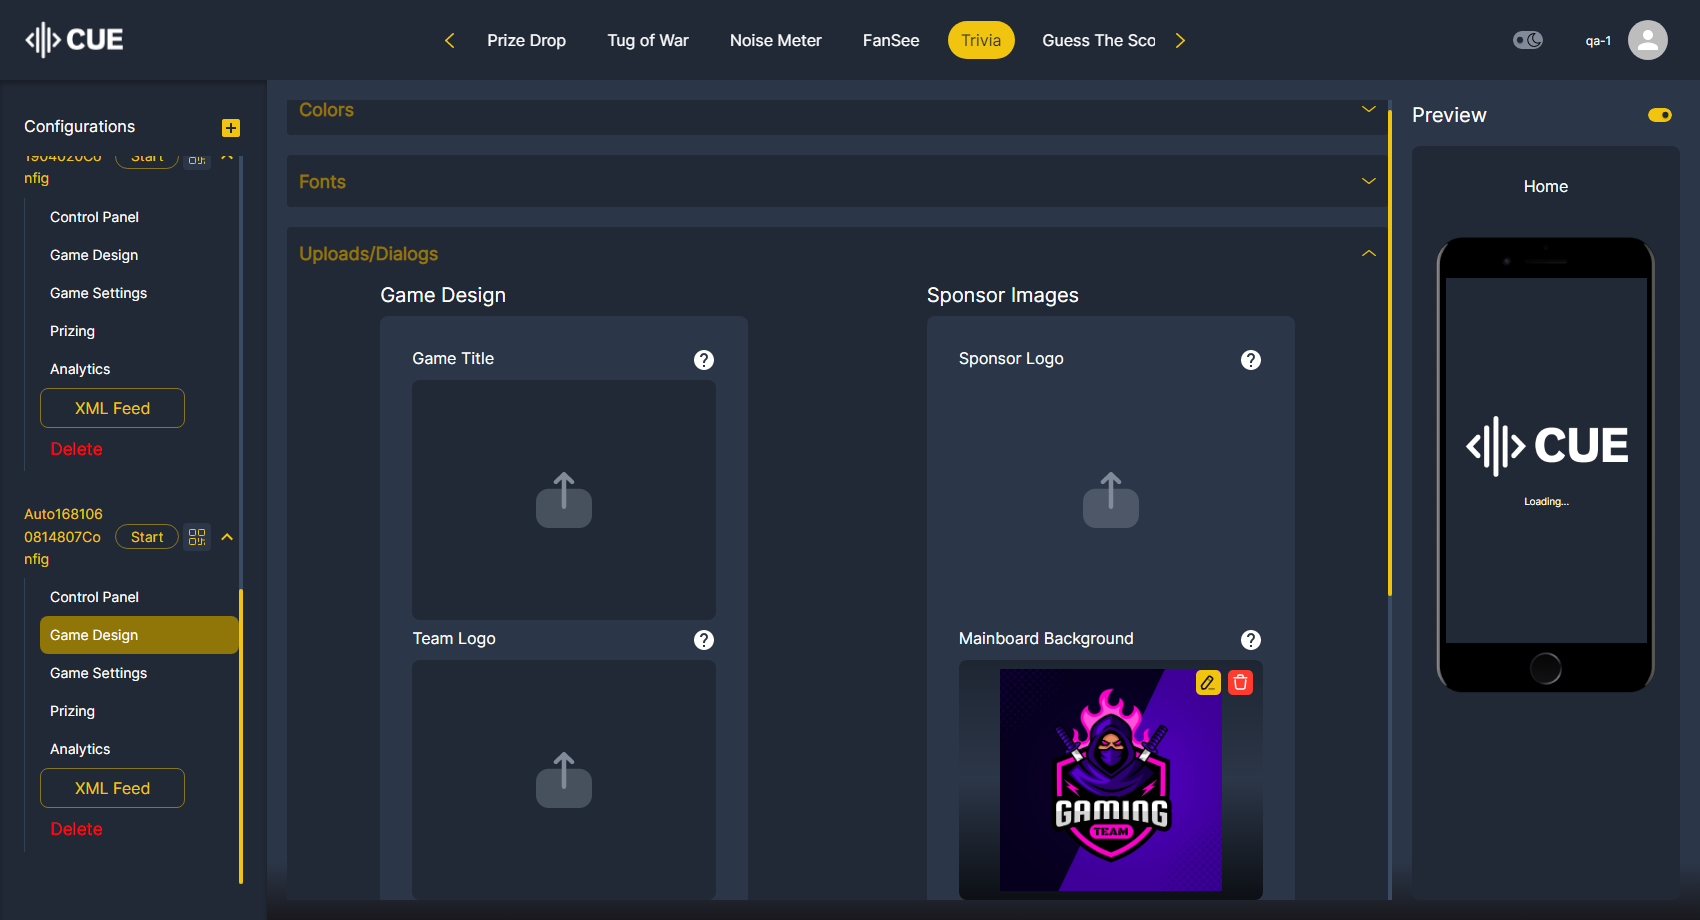 CUE
Prize Drop
Tug of War
Noise Meter
FanSee
Trivia
Guess The Sco
qa-1
Configurations
1904020Co
nfig
Start
Control Panel
Game Design
Game Settings
Prizing
Analytics
XML Feed
Delete
Auto168106
0814807Co
nfig
Start
Control Panel
Game Design
Game Settings
Prizing
Analytics
XML Feed
Delete
Colors
Fonts
Uploads/Dialogs
Game Design
Game Title
Team Logo
Sponsor Images
Sponsor Logo
Mainboard Background
GAMING
TEAM
Preview
Home
CUE
Loading...